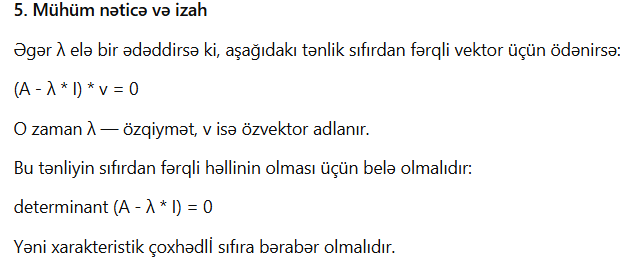 5. Mühüm nəticə və izah
Əgər λ elə bir ədəddirsə ki, aşağıdakı tənlik sıfırdan fərqli vektor üçün ödənirsə:
(A - λ * I) * v = 0
O zaman λ — özqiymət, v isə özvektor adlanır.
Bu tənliyin sıfırdan fərqli həllinin olması üçün belə olmalıdır:
determinant (A - λ * I) = 0
Yəni xarakteristik çoxhədlİ sıfıra bərabər olmalıdır.